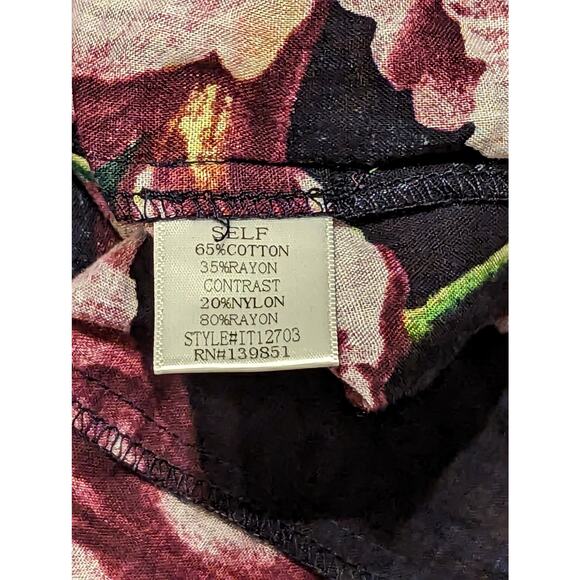 SELF
65%COTTON
35%RAYON
CONTRAST
20%NYLON
80%RAYON
STYLE#IT12703
RN#139851